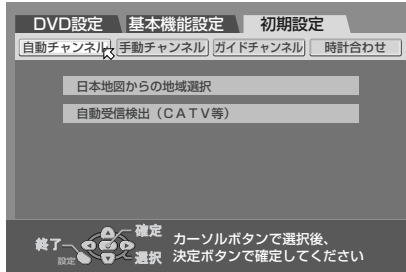 DVD設定 基本機能設定 初期設定
自動チャンネル 手動チャンネル ガイドチャンネル 時計合わせ
日本地図からの地域選択
自動受信検出（CATV等）
終了 設定 確定 選択
カーソルボタンで選択後、
決定ボタンで確定してください